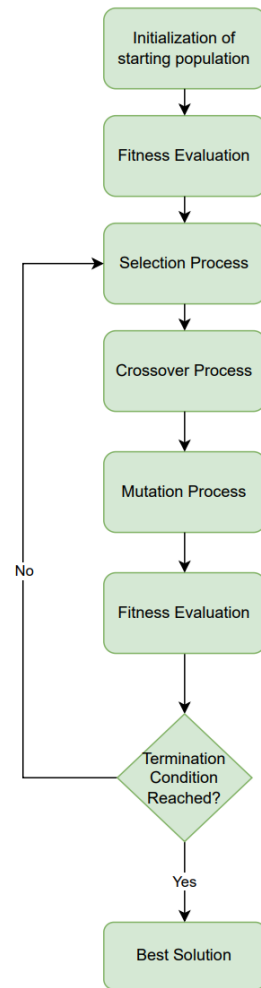 Initialization of
starting population
Fitness Evaluation
Selection Process
Crossover Process
Mutation Process
No
Fitness Evaluation
Termination
Condition
Reached?
Yes
Best Solution